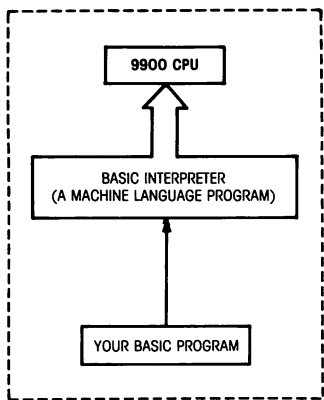 9900 CPU
BASIC INTERPRETER
(A MACHINE LANGUAGE PROGRAM)
YOUR BASIC PROGRAM